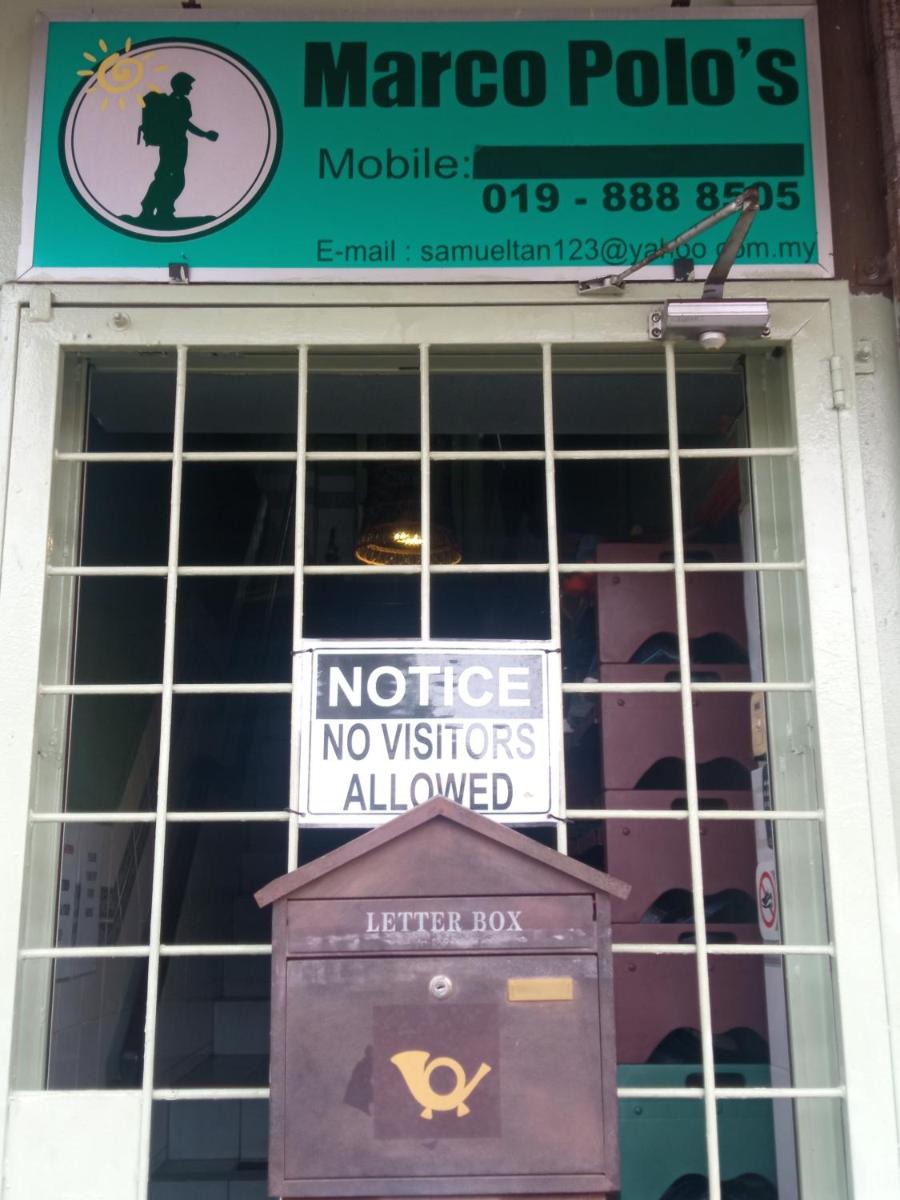 Marco Polo's
Mobile:
019 - 888 8505
E-mail : samueltan123@yahoo.com.my
NOTICE
NO VISITORS
ALLOWED
LETTER BOX